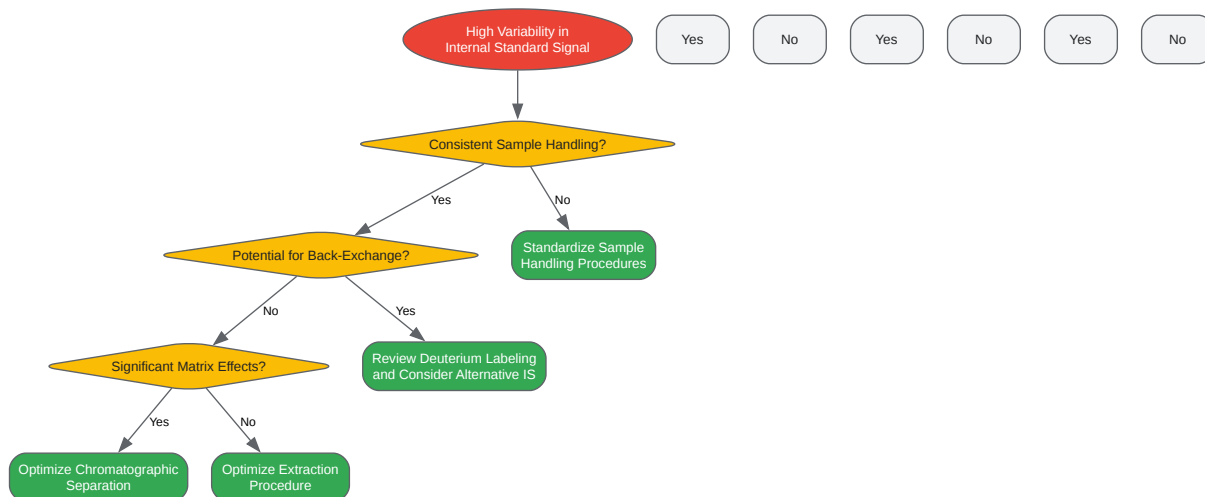 High Variability in
Internal Standard Signal
Yes
No
Yes
No
Yes
No
Consistent Sample Handling?
Yes
No
Potential for Back-Exchange?
Standardize Sample
Handling Procedures
No
Yes
Significant Matrix Effects?
Review Deuterium Labeling
and Consider Alternative IS
Yes
No
Optimize Chromatographic
Separation
Optimize Extraction
Procedure